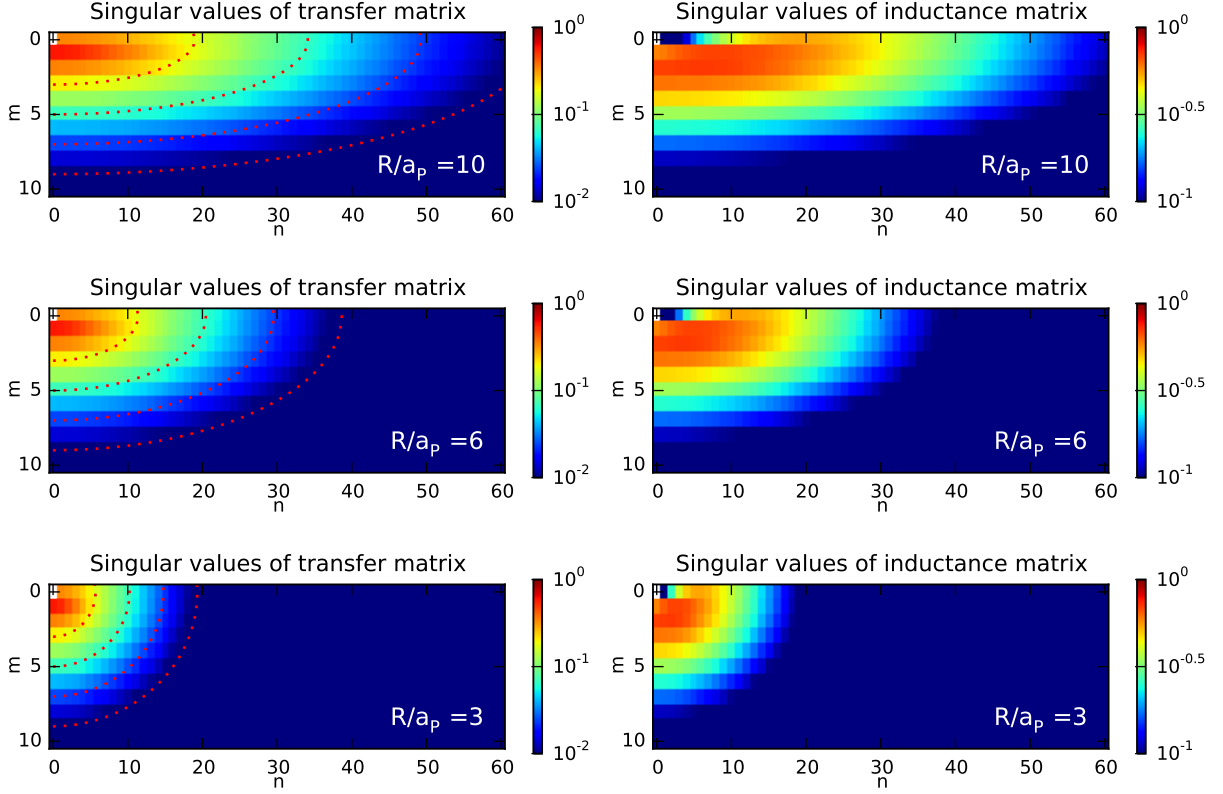 Singular values of transfer matrix
Singular values of inductance matrix
0
5
10
m
0 10 20 30 40 50 60
n
R/aP =10
10^0
10^-1
10^-2
0
5
10
m
0 10 20 30 40 50 60
n
R/aP =10
10^0
10^-0.5
10^-1
Singular values of transfer matrix
Singular values of inductance matrix
0
5
10
m
0 10 20 30 40 50 60
n
R/aP =6
10^0
10^-1
10^-2
0
5
10
m
0 10 20 30 40 50 60
n
R/aP =6
10^0
10^-0.5
10^-1
Singular values of transfer matrix
Singular values of inductance matrix
0
5
10
m
0 10 20 30 40 50 60
n
R/aP =3
10^0
10^-1
10^-2
0
5
10
m
0 10 20 30 40 50 60
n
R/aP =3
10^0
10^-0.5
10^-1